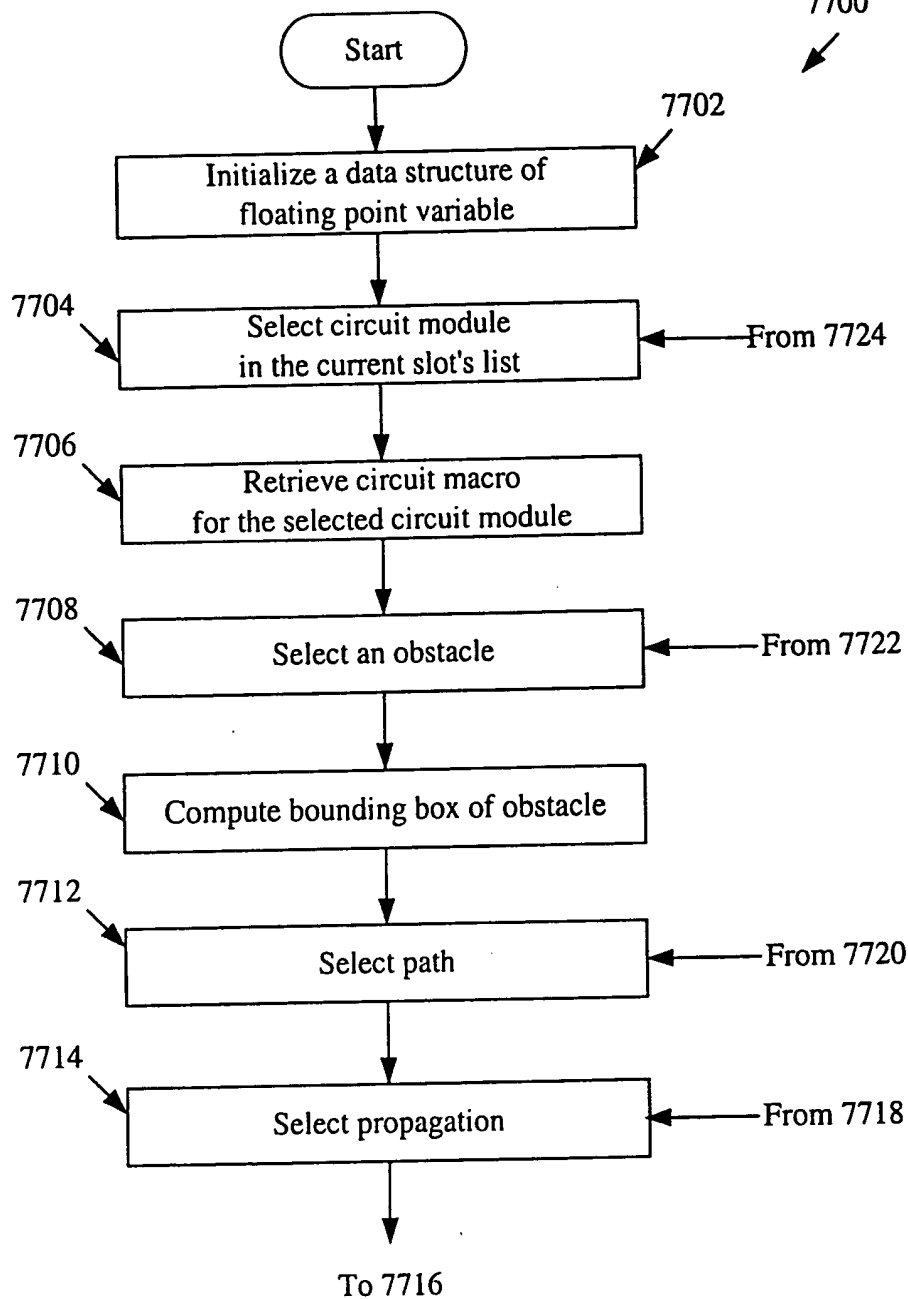 7700
Start
7702
Initialize a data structure of
floating point variable
7704
Select circuit module
in the current slot's list
From 7724
7706
Retrieve circuit macro
for the selected circuit module
7708
Select an obstacle
From 7722
7710
Compute bounding box of obstacle
7712
Select path
From 7720
7714
Select propagation
From 7718
To 7716